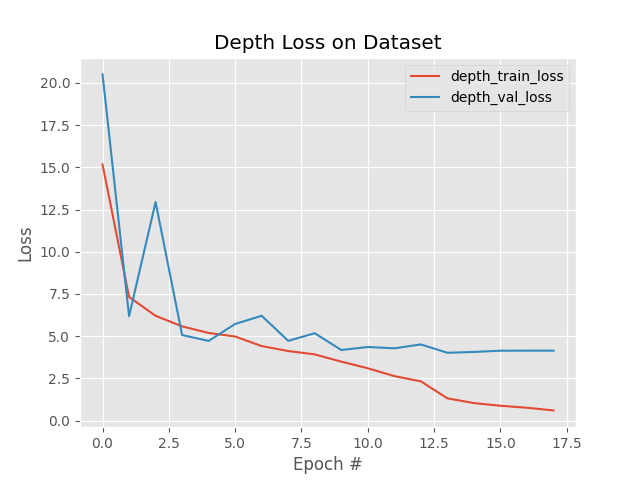 Depth Loss on Dataset
depth_train_loss
depth_val_loss
20.0
17.5
15.0
12.5
10.0
7.5
5.0
2.5
0.0
Loss
0.0 2.5 5.0 7.5 10.0 12.5 15.0 17.5
Epoch #